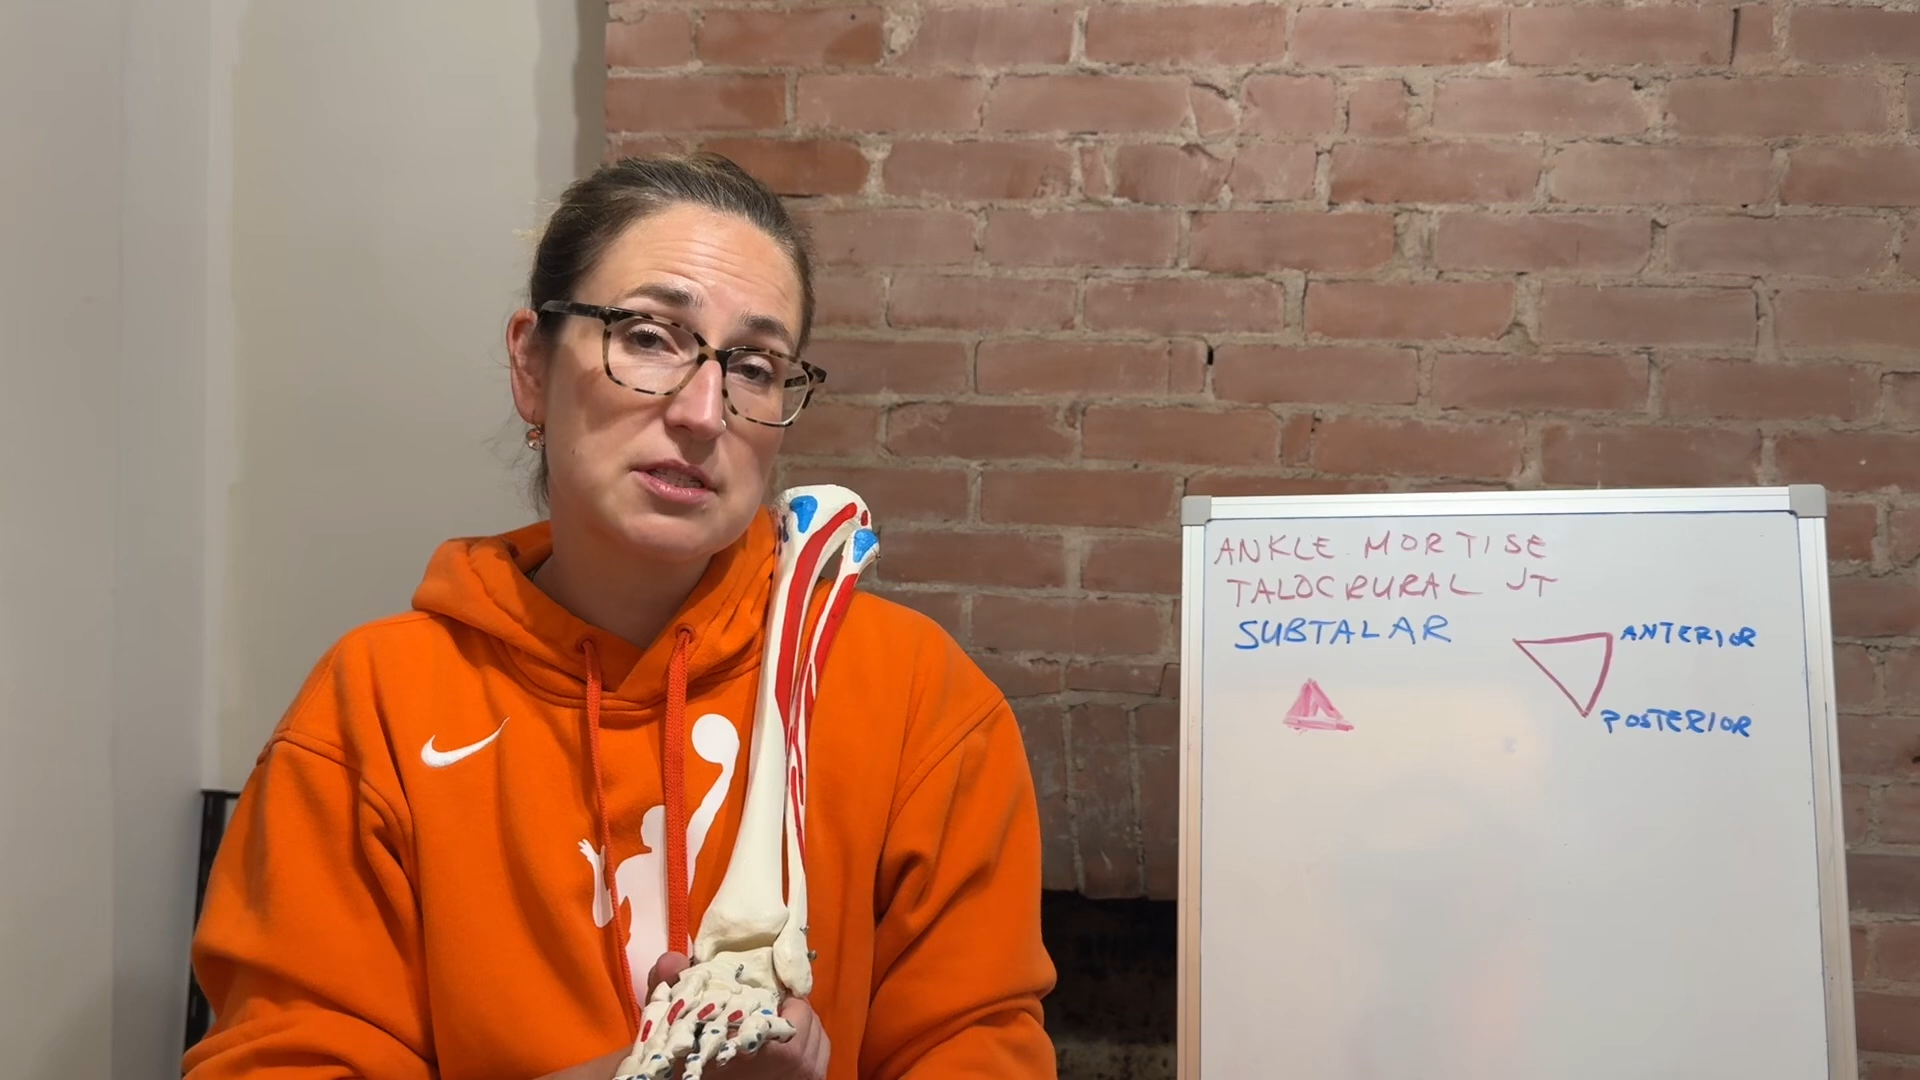 ANKLE MORTISE
TALOCRURAL JT
SUBTALAR
ANTERIOR
POSTERIOR